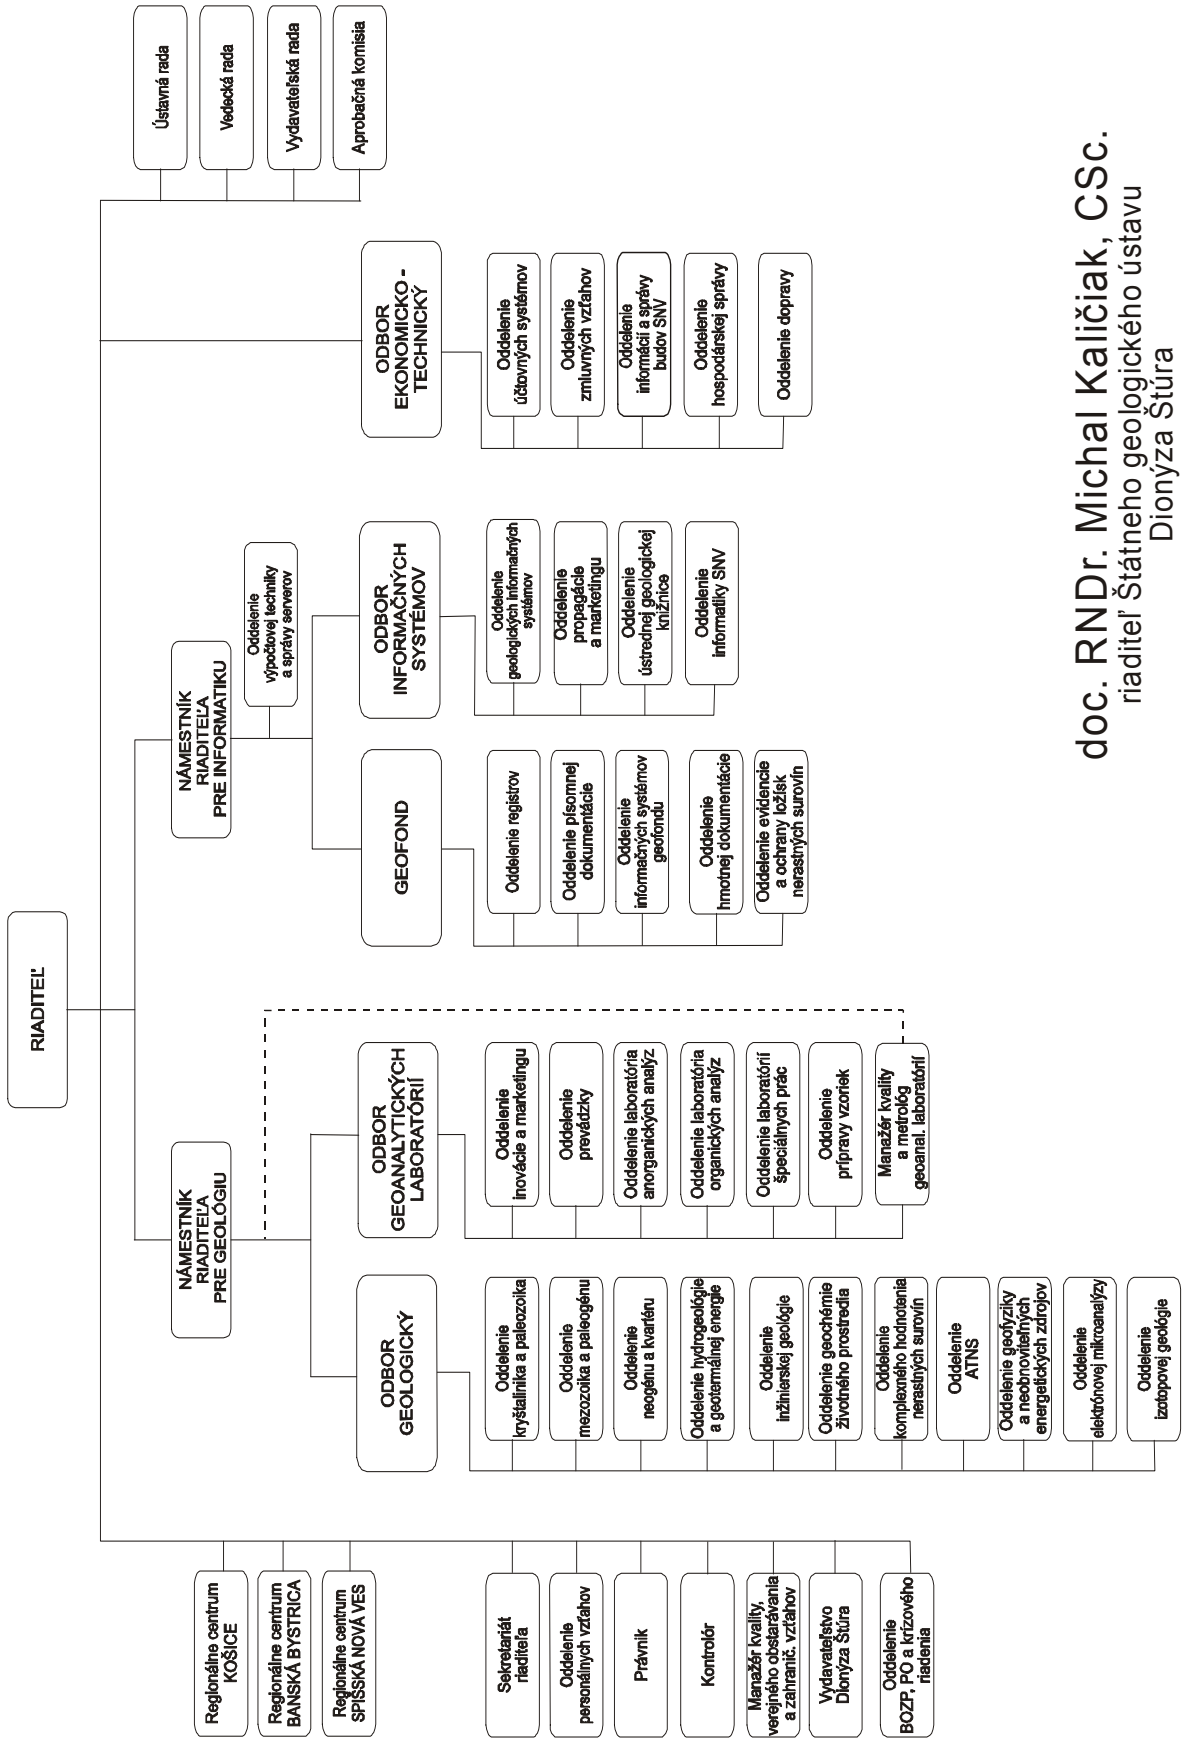 RIADITEĽ
Ústavná rada
Vedecká rada
Vydavateľská rada
Aprobačná komisia
NÁMESTNÍK
RIADITEĽA
PRE GEOLÓGIU
NÁMESTNÍK
RIADITEĽA
PRE INFORMATIKU
Oddelenie
výpočtovej techniky
a správy serverov
Regionálne centrum
KOŠICE
Regionálne centrum
BANSKÁ BYSTRICA
Regionálne centrum
SPIŠSKÁ NOVÁ VES
ODBOR
GEOLOGICKÝ
ODBOR
GEOANALYTICKÝCH
LABORATÓRIÍ
GEOFOND
ODBOR
INFORMAČNÝCH
SYSTÉMOV
ODBOR
EKONOMICKO -
TECHNICKÝ
Sekretariát
riaditeľa
Oddelenie
personálnych vzťahov
Právnik
Kontrolór
Manažér kvality,
verejného obstarávania
a zahranič. vzťahov
Vydavateľstvo
Dionýza Štúra
Oddelenie
BOZP, PO a krízového
riadenia
Oddelenie
kryštalinika a paleozoika
Oddelenie
mezozoika a paleogénu
Oddelenie
neogénu a kvartéru
Oddelenie hydrogeológie
a geotermálnej energie
Oddelenie
inžinierskej geológie
Oddelenie geochémie
životného prostredia
Oddelenie
komplexného hodnotenia
nerastných surovín
Oddelenie
ATNS
Oddelenie geofyziky
a neobnoviteľných
energetických zdrojov
Oddelenie
elektrónovej mikroanalýzy
Oddelenie
izotopovej geológie
Oddelenie
inovácie a marketingu
Oddelenie
prevádzky
Oddelenie laboratória
anorganických analýz
Oddelenie laboratória
organických analýz
Oddelenie laboratórií
špeciálnych prác
Oddelenie
prípravy vzoriek
Manažér kvality
a metrológ
geoanal. laboratórií
Oddelenie registrov
Oddelenie písomnej
dokumentácie
Oddelenie
informačných systémov
geofondu
Oddelenie
hmotnej dokumentácie
Oddelenie evidencie
a ochrany ložísk
nerastných surovín
Oddelenie
geologických informačných
systémov
Oddelenie
propagácie
a marketingu
Oddelenie
ústrednej geologickej
knižnice
Oddelenie
informatiky SNV
Oddelenie
účtovných systémov
Oddelenie
zmluvných vzťahov
Oddelenie
informácií a správy
budov SNV
Oddelenie
hospodárskej správy
Oddelenie dopravy
doc. RNDr. Michal Kaličiak, CSc.
riaditeľ Štátneho geologického ústavu
Dionýza Štúra